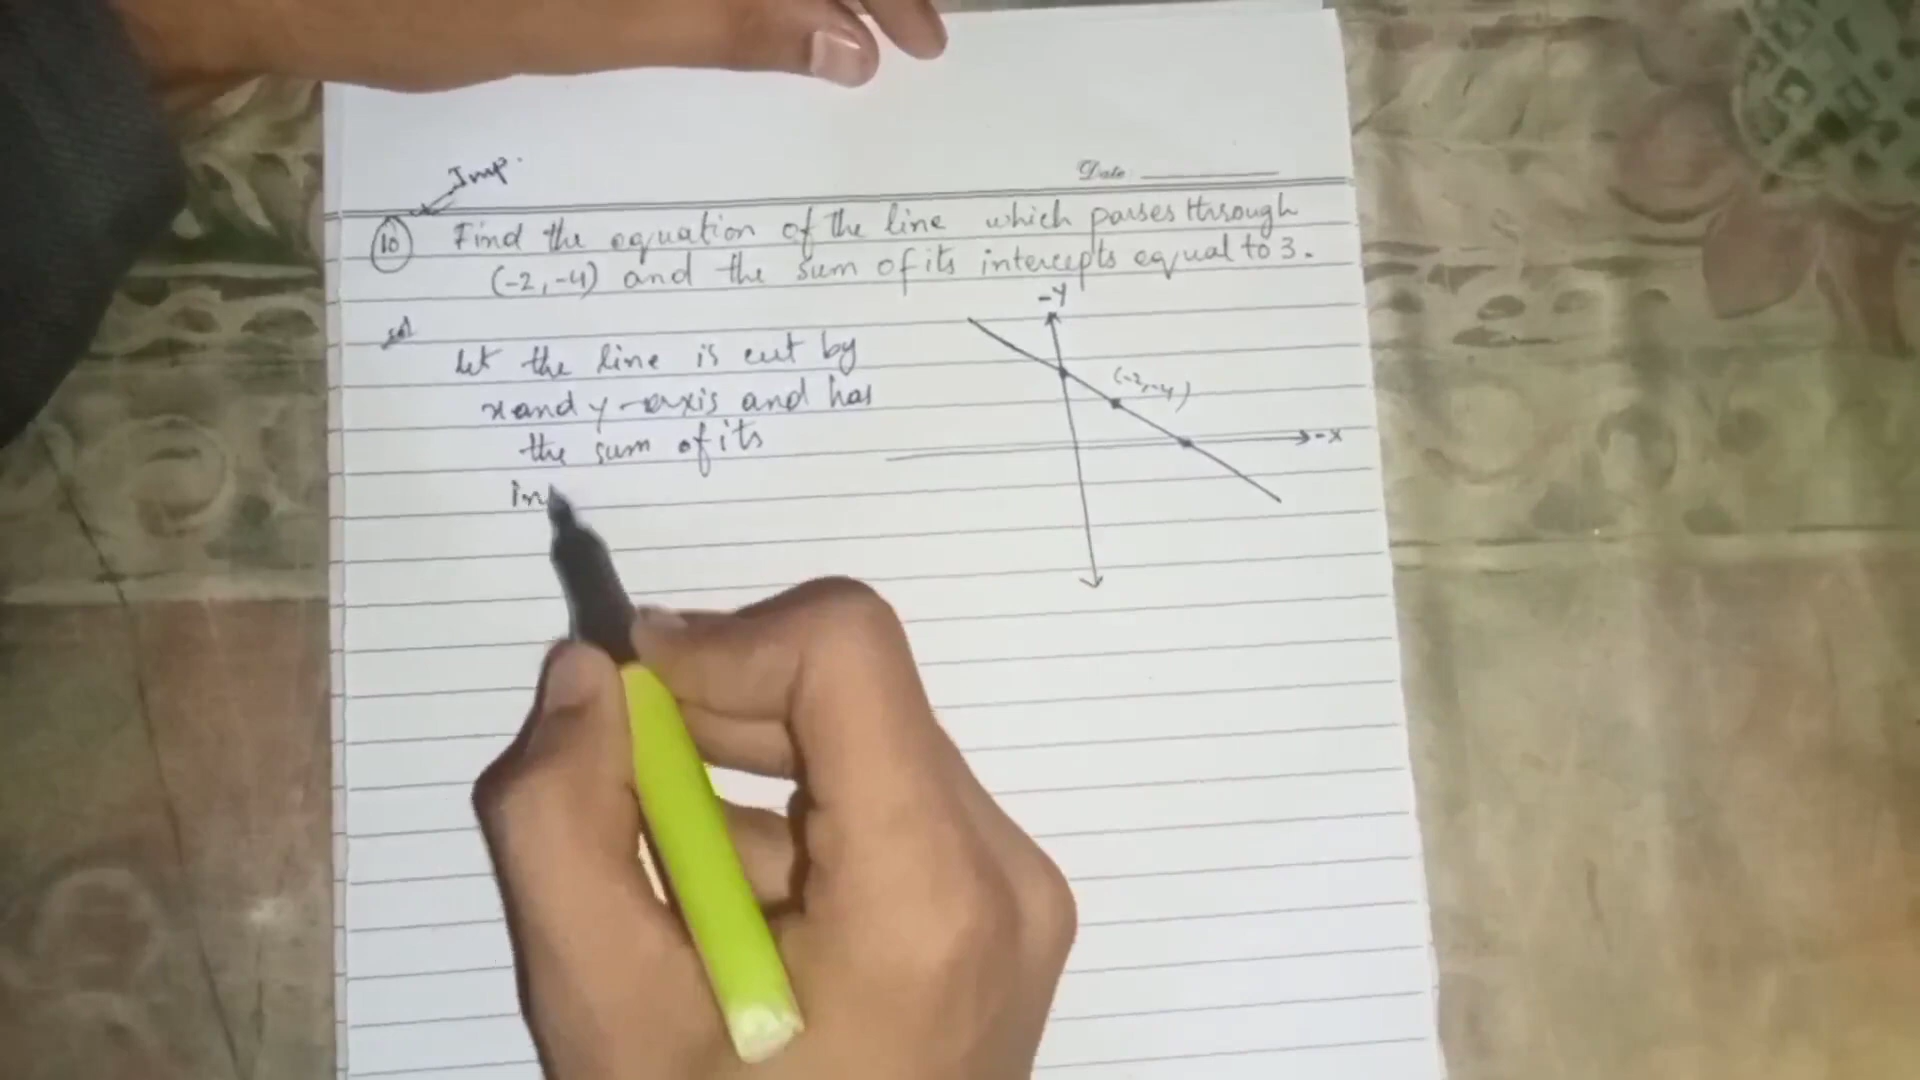 Imp.
Date
10 Find the equation of the line which passes through
(-2,-4) and the sum of its intercepts equal to 3.
sol
-Y
let the line is cut by
x and y-axis and has
(-2,-4)
the sum of its
-X
in